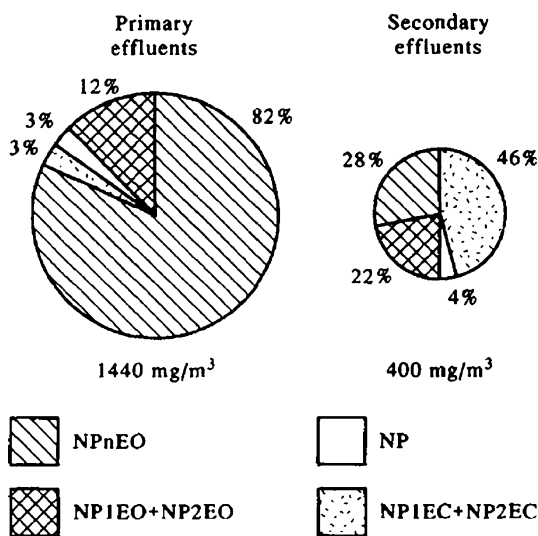 Primary
effluents
Secondary
effluents
12%
3%
3%
82%
28%
46%
22%
4%
1440 mg/m³
400 mg/m³
NPnEO
NP
NP1EO+NP2EO
NP1EC+NP2EC